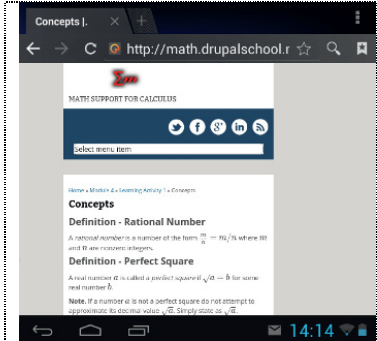 Concepts |.
http://math.drupalschool.r
Σm
MATH SUPPORT FOR CALCULUS
Select menu item
Home » Module 4 » Learning Activity 1 » Concepts
Concepts
Definition - Rational Number
A rational number is a number of the form m/n = m/n where m
and n are nonzero integers.
Definition - Perfect Square
A real number a is called a perfect square if √a = b for some
real number b.
Note. If a number a is not a perfect square do not attempt to
approximate its decimal value √a. Simply state as √a.
14:14